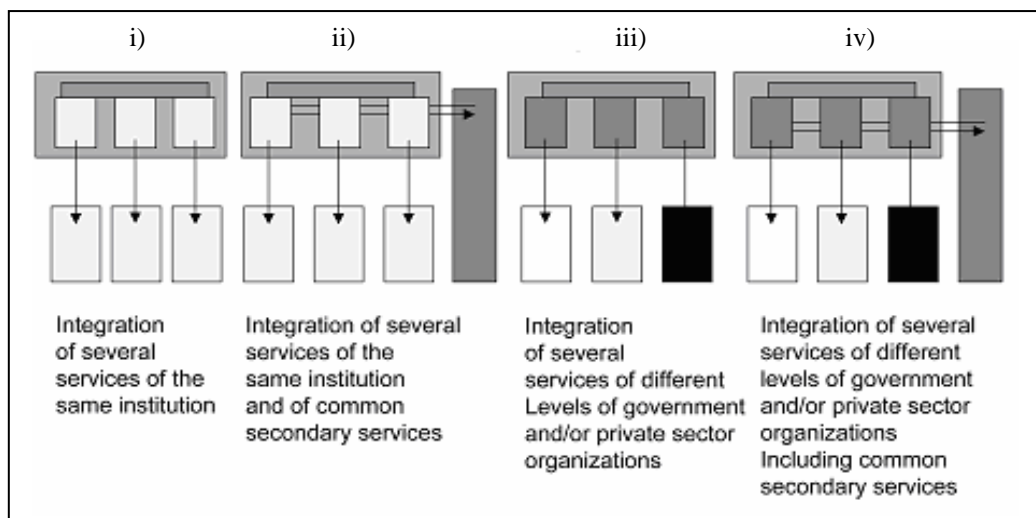 i)
ii)
iii)
iv)
Integration
of several
services of the
same institution
Integration of several
services of the
same institution
and of common
secondary services
Integration
of several
services of different
Levels of government
and/or private sector
organizations
Integration of several
services of different
levels of government
and/or private sector
organizations
Including common
secondary services